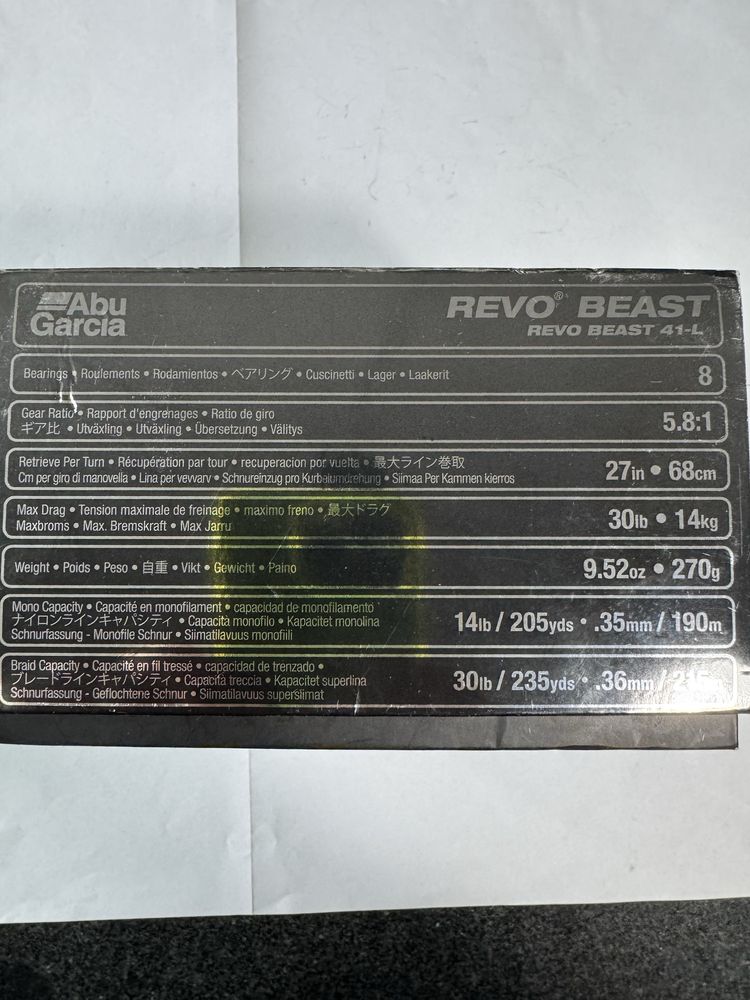 Abu
Garcia
REVO® BEAST
REVO BEAST 41-L
Bearings • Roulements • Rodamientos • ベアリング • Cuscinetti • Lager • Laakerit
8
Gear Ratio • Rapport d'engrenages • Ratio de giro
ギア比 • Utväxling • Utväxling • Übersetzung • Välitys
5.8:1
Retrieve Per Turn • Récupération par tour • recuperacion por vuelta • 最大ライン巻取
Cm per giro di manovella • Lina per vevvarv • Schnureinzug pro Kurbelumdrehung • Siimaa Per Kammen kierros
27in • 68cm
Max Drag • Tension maximale de freinage • maximo freno • 最大ドラグ
Maxbroms • Max. Bremskraft • Max Jarru
30lb • 14kg
Weight • Poids • Peso • 自重 • Vikt • Gewicht • Paino
9.52oz • 270g
Mono Capacity • Capacité en monofilament • capacidad de monofilamento
ナイロンラインキャパシティ • Capacità monofilo • Kapacitet monolina
Schnurfassung - Monofile Schnur • Siimatilavuus monofiili
14lb / 205yds • .35mm / 190m
Braid Capacity • Capacité en fil tressé • capacidad de trenzado •
ブレードラインキャパシティ • Capacità treccia • Kapacitet superlina
Schnurfassung - Geflochtene Schnur • Siimatilavuus supersiimat
30lb / 235yds • .36mm / 215m